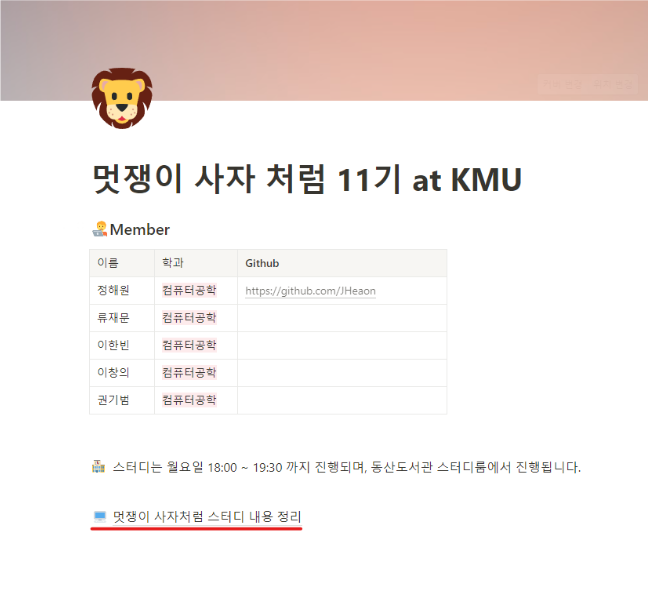 멋쟁이 사자 처럼 11기 at KMU
Member
이름 학과 Github
정해원 컴퓨터공학 https://github.com/JHeaon
류재문 컴퓨터공학
이한빈 컴퓨터공학
이창의 컴퓨터공학
권기범 컴퓨터공학
스터디는 월요일 18:00 ~ 19:30 까지 진행되며, 동산도서관 스터디룸에서 진행됩니다.
멋쟁이 사자처럼 스터디 내용 정리